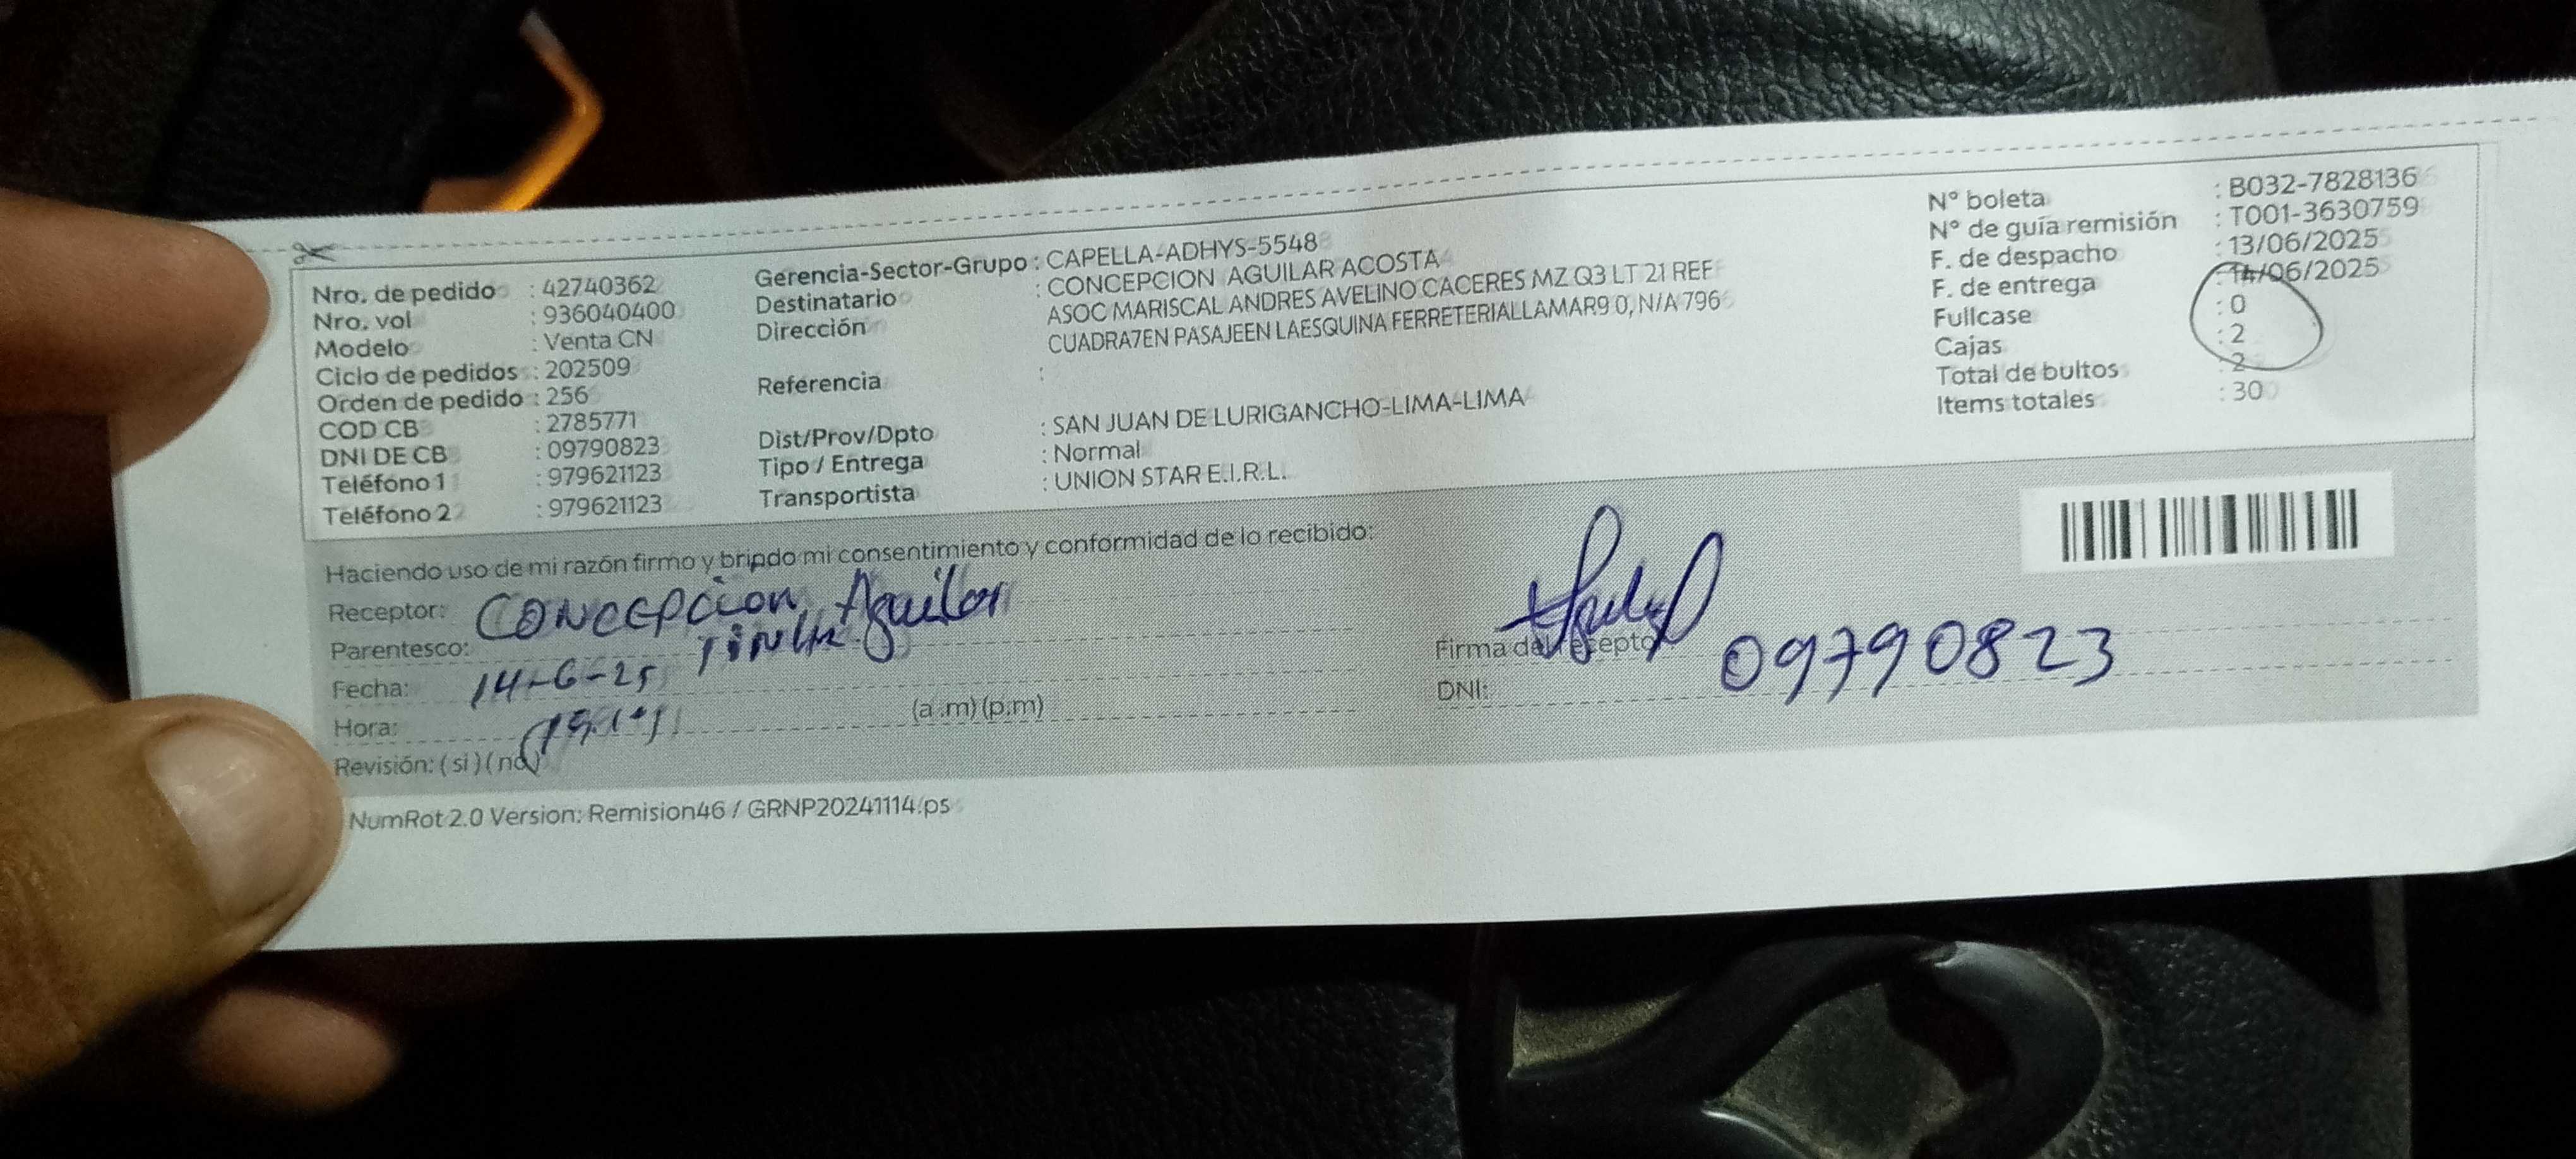 Nro. de pedido : 42740362
Nro. vol : 936040400
Modelo : Venta CN
Ciclo de pedidos : 202509
Orden de pedido : 256
COD CB : 2785771
DNI DE CB : 09790823
Teléfono 1 : 979621123
Teléfono 2 : 979621123
Gerencia-Sector-Grupo : CAPELLA-ADHYS-5548
Destinatario : CONCEPCION AGUILAR ACOSTA
Dirección : ASOC MARISCAL ANDRES AVELINO CACERES MZ Q3 LT 21 REF
CUADRA7EN PASAJEEN LAESQUINA FERRETERIALLAMAR9 0, N/A 796
Referencia :
Dist/Prov/Dpto : SAN JUAN DE LURIGANCHO-LIMA-LIMA
Tipo / Entrega : Normal
Transportista : UNION STAR E.I.R.L.
N° boleta : B032-7828136
N° de guía remisión : T001-3630759
F. de despacho : 13/06/2025
F. de entrega : 14/06/2025
Fullcase : 0
Cajas : 2
Total de bultos : 2
Items totales : 30
Haciendo uso de mi razón firmo y brindo mi consentimiento y conformidad de lo recibido:
Receptor: Concepcion Aguilar
Parentesco:
Fecha: 14-6-25
Hora: (a.m) (p.m)
Revisión: (si) (no)
Firma del receptor
DNI: 09790823
NumRot 2.0 Version: Remision46 / GRNP20241114.ps